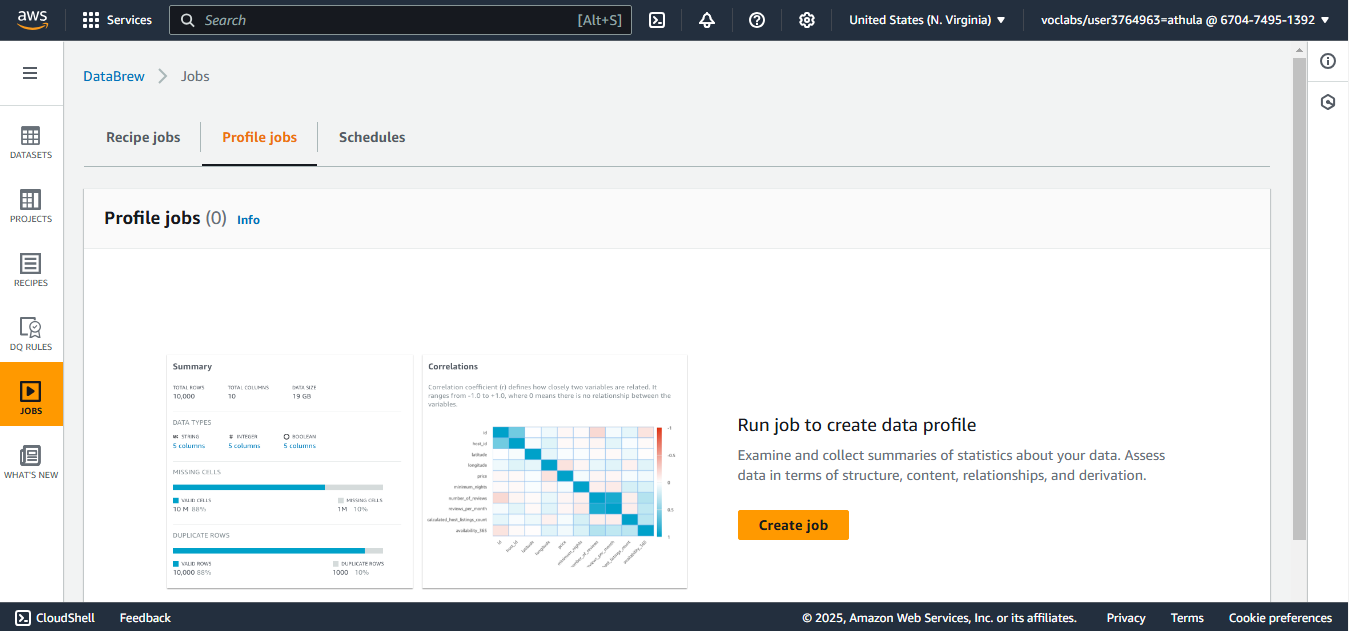 aws
Services
Search
[Alt+S]
United States (N. Virginia)
voclabs/user3764963=athula @ 6704-7495-1392
DataBrew
Jobs
DATASETS
PROJECTS
RECIPES
DQ RULES
JOBS
WHAT'S NEW
Recipe jobs
Profile jobs
Schedules
Profile jobs (0) Info
Summary
TOTAL ROWS TOTAL COLUMNS DATA SIZE
10,000 10 19 GB
DATA TYPES
STRING # INTEGER BOOLEAN
5 columns 5 columns 5 columns
MISSING CELLS
VALID CELLS MISSING CELLS
10 M 88% 1M 10%
DUPLICATE ROWS
VALID ROWS DUPLICATE ROWS
10,000 88% 1000 10%
Correlations
Correlation coefficient (r) defines how closely two variables are related. It
ranges from -1.0 to +1.0, where 0 means there is no relationship between the
variables.
id
host_id
latitude
longitude
price
minimum_nights
number_of_reviews
reviews_per_month
calculated_host_listings_count
availability_365
id host_id latitude longitude price minimum_nights
Run job to create data profile
Examine and collect summaries of statistics about your data. Assess
data in terms of structure, content, relationships, and derivation.
Create job
CloudShell
Feedback
© 2025, Amazon Web Services, Inc. or its affiliates.
Privacy
Terms
Cookie preferences